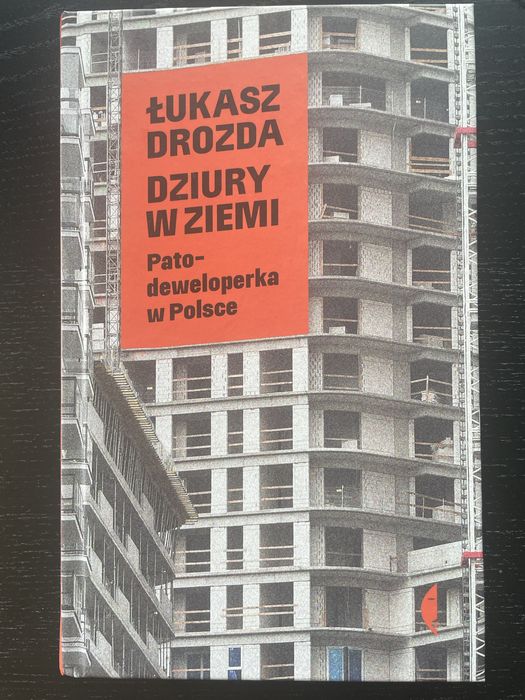 ŁUKASZ
DROZDA
DZIURY
W ZIEMI
Pato-
deweloperka
w Polsce